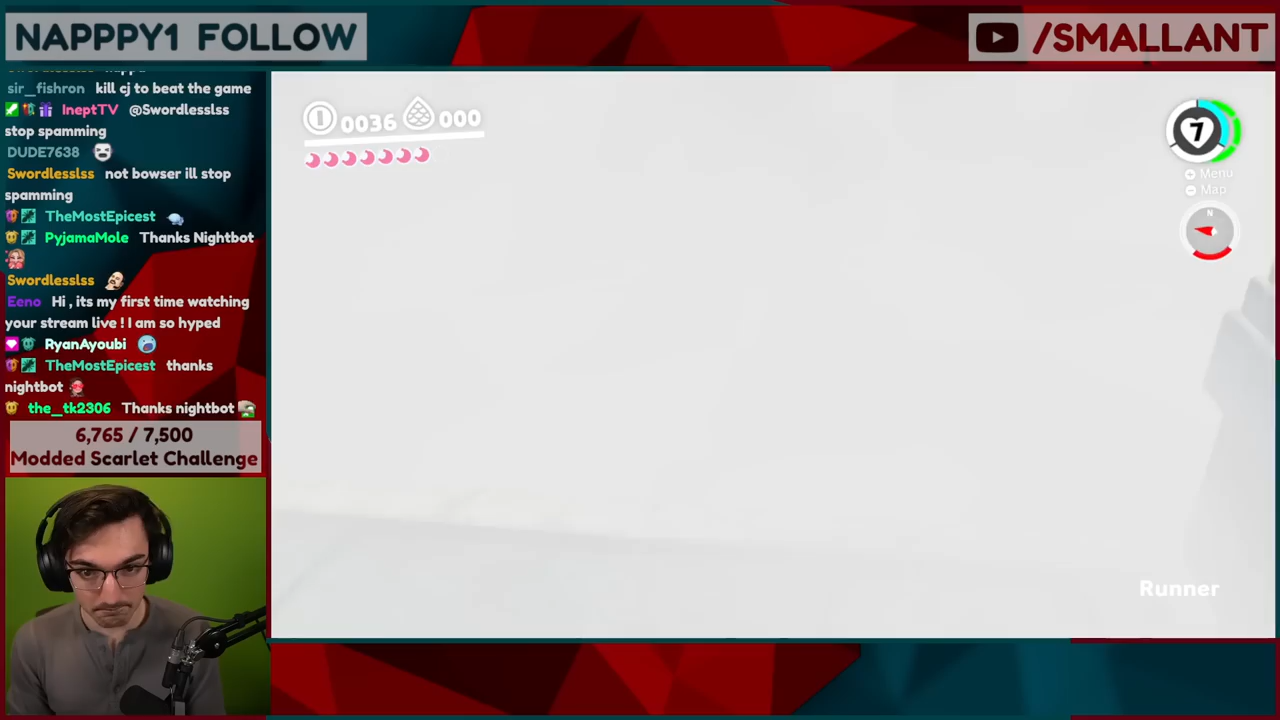 NAPPPY1 FOLLOW
/SMALLANT
sir_fishron kill cj to beat the game
IneptTV @Swordlesslss
stop spamming
DUDE7638
Swordlesslss not bowser ill stop
spamming
TheMostEpicest
PyjamaMole Thanks Nightbot
Swordlesslss
Eeno Hi , its my first time watching
your stream live ! I am so hyped
RyanAyoubi
TheMostEpicest thanks
nightbot
the_tk2306 Thanks nightbot
6,765 / 7,500
Modded Scarlet Challenge
0036 000
7
+ Menu
- Map
N
Runner